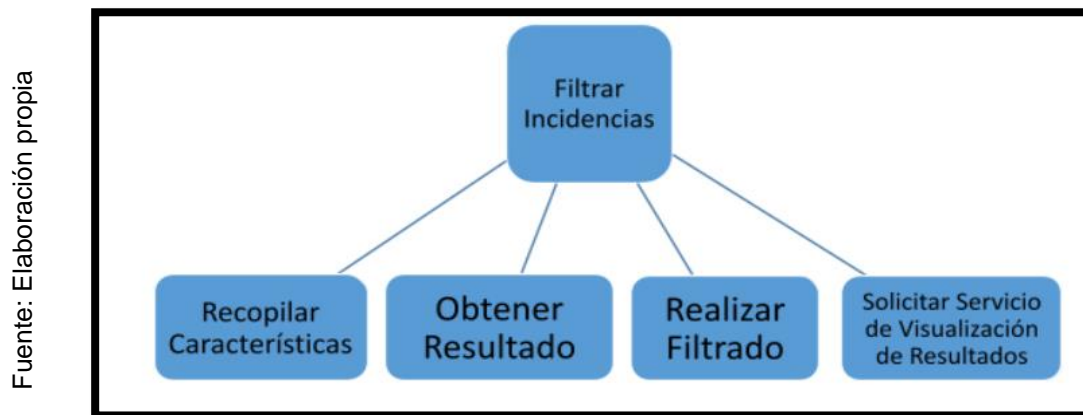 Fuente: Elaboración propia
Filtrar
Incidencias
Recopilar
Características
Obtener
Resultado
Realizar
Filtrado
Solicitar Servicio
de Visualización
de Resultados